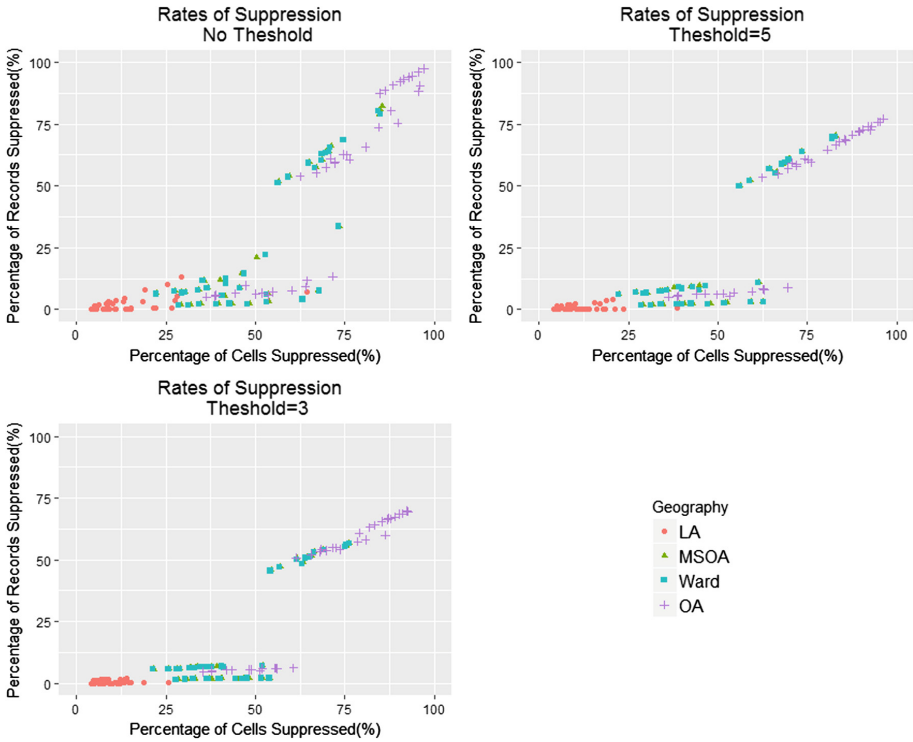 Rates of Suppression
No Theshold
Percentage of Records Suppressed(%)
100
75
50
25
0
0
25
50
75
100
Percentage of Cells Suppressed(%)
Rates of Suppression
Theshold=5
Percentage of Records Suppressed(%)
100
75
50
25
0
0
25
50
75
100
Percentage of Cells Suppressed(%)
Rates of Suppression
Theshold=3
Percentage of Records Suppressed(%)
100
75
50
25
0
0
25
50
75
100
Percentage of Cells Suppressed(%)
Geography
LA
MSOA
Ward
OA